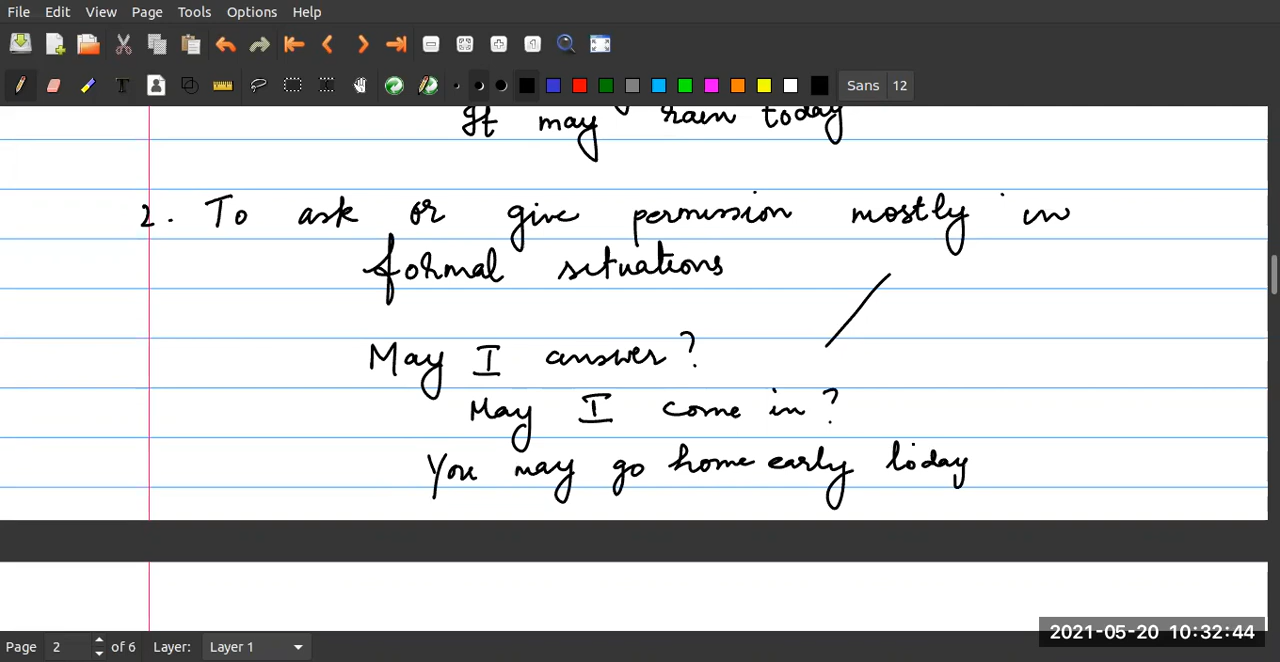 File Edit View Page Tools Options Help
T Sans 12
It may rain today
2. To ask or give permission mostly in
formal situations
May I answer?
May I come in?
You may go home early today
2021-05-20 10:32:44
Page 2 of 6 Layer: Layer 1